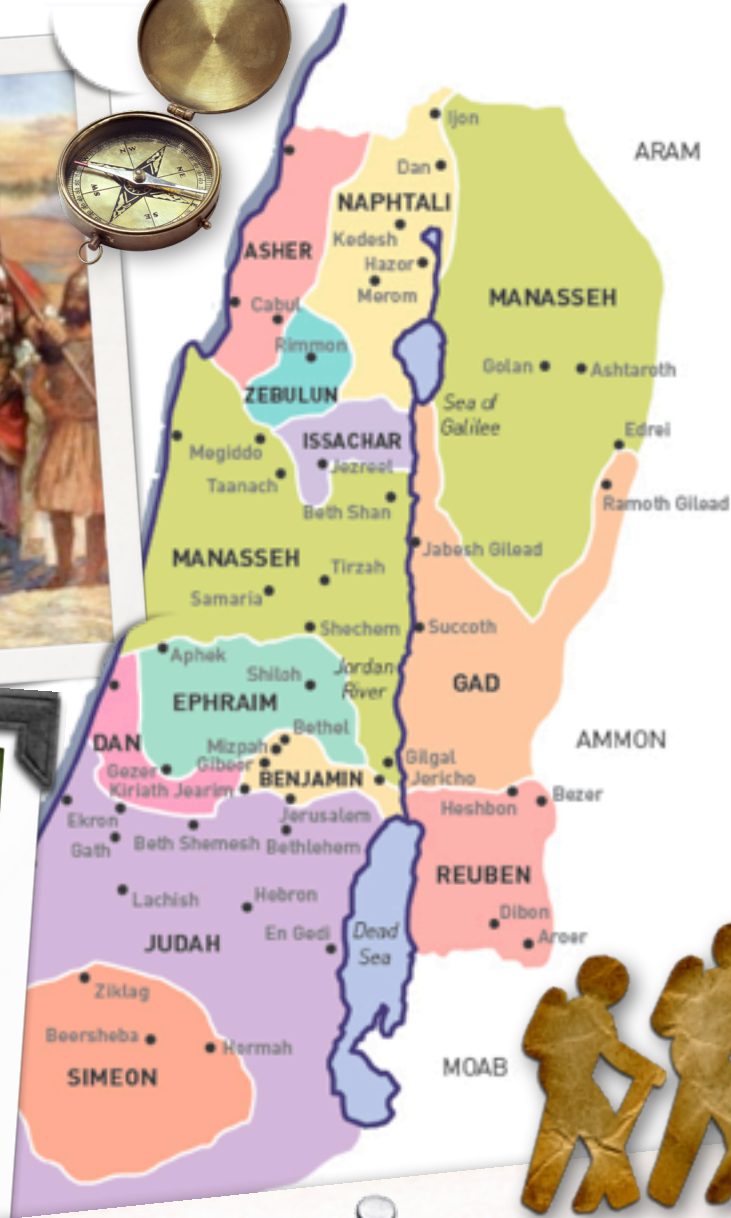 Ijon
ARAM
Dan
NAPHTALI
Kedesh
ASHER
Hazor
Merom
MANASSEH
Cabul
Rimmon
Golan
Ashtaroth
ZEBULUN
Sea of
Galilee
Edrei
ISSACHAR
Megiddo
Jezreel
Taanach
Ramoth Gilead
Beth Shan
Jabesh Gilead
MANASSEH
Tirzah
Samaria
Shechem
Succoth
Aphek
Jordan
River
Shiloh
GAD
EPHRAIM
AMMON
Bethel
DAN
Mizpah
Gibeor
Gilgal
Gezer
BENJAMIN
Jericho
Kiriath Jearim
Bezer
Heshbon
Ekron
Jerusalem
Gath
Beth Shemesh
Bethlehem
REUBEN
Lachish
Hebron
Dibon
En Gedi
Dead
Sea
Aroer
JUDAH
Ziklag
Beersheba
Hormah
MOAB
SIMEON
NW
NE